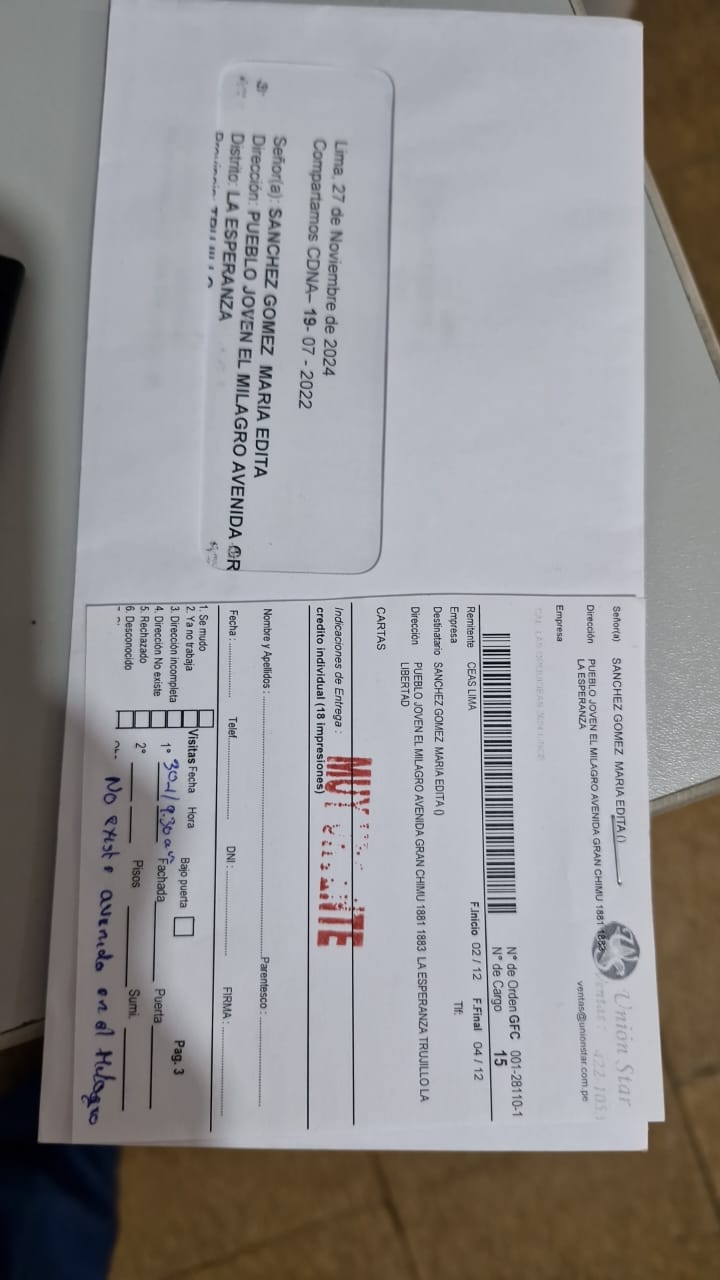 Lima, 27 de Noviembre de 2024
Compartamos CDNA– 19- 07 - 2022
Señor(a): SANCHEZ GOMEZ MARIA EDITA
Dirección: PUEBLO JOVEN EL MILAGRO AVENIDA GR
Distrito: LA ESPERANZA
Unión Star
ventas@unionstar.com.pe
Señor(a) SANCHEZ GOMEZ MARIA EDITA ()
Dirección PUEBLO JOVEN EL MILAGRO AVENIDA GRAN CHIMU 1881 1883
LA ESPERANZA
Empresa
N° de Orden GFC 001-28110-1
N° de Cargo 15
Remitente CEAS LIMA
F.Inicio 02 / 12 F.Final 04 / 12
Empresa
Tlf:
Destinatario SANCHEZ GOMEZ MARIA EDITA ()
Dirección PUEBLO JOVEN EL MILAGRO AVENIDA GRAN CHIMU 1881 1883 LA ESPERANZA TRUJILLO LA
LIBERTAD
CARTAS
MUY
Indicaciones de Entrega :
credito individual (18 impresiones)
Nombre y Apellidos : Parentesco :
Fecha : Telef. DNI : FIRMA :
1. Se mudo
2. Ya no trabaja
3. Dirección incompleta
4. Dirección No existe
5. Rechazado
6. Desconocido
Visitas Fecha Hora Bajo puerta Pag. 3
1° Fachada Puerta
2° Pisos Sumi.
No existe avenida en el Milagro